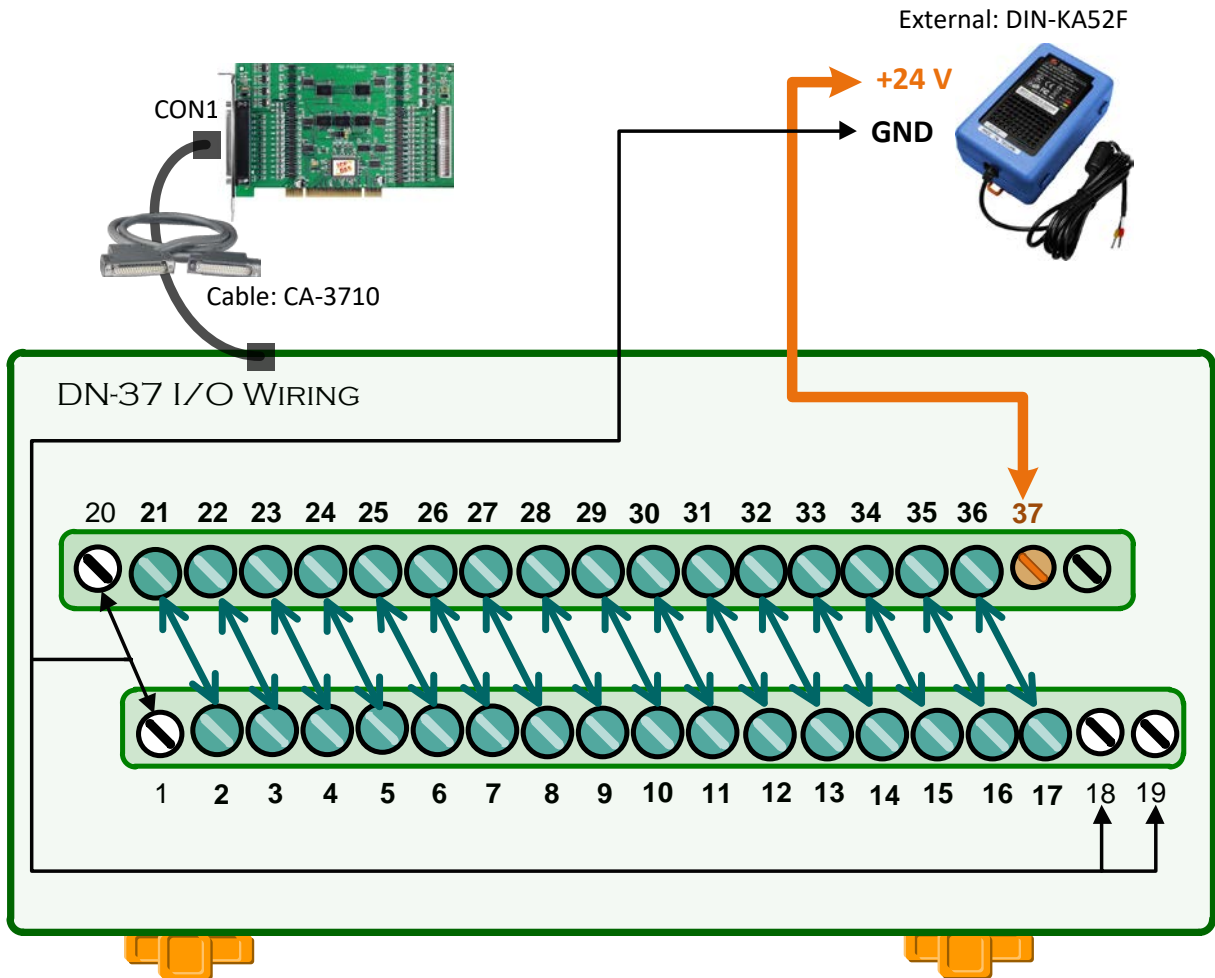 External: DIN-KA52F
+24 V
CON1
GND
Cable: CA-3710
DN-37 I/O WIRING
20 21 22 23 24 25 26 27 28 29 30 31 32 33 34 35 36 37
1 2 3 4 5 6 7 8 9 10 11 12 13 14 15 16 17 18 19